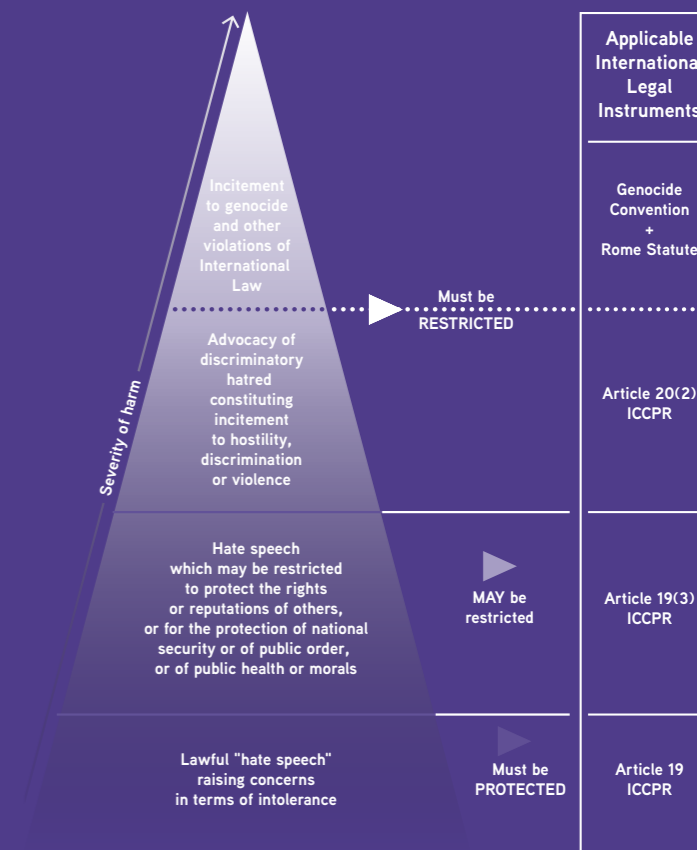 Applicable
Internationa
Legal
Instruments
Incitement
to genocide
and other
violations of
International
Law
Genocide
Convention
+
Rome Statute
Must be
RESTRICTED
Advocacy of
discriminatory
hatred
constituting
incitement
to hostility,
discrimination
or violence
Article 20(2)
ICCPR
Severity of harm
Hate speech
which may be restricted
to protect the rights
or reputations of others,
or for the protection of national
security or of public order,
or of public health or morals
MAY be
restricted
Article 19(3)
ICCPR
Lawful "hate speech"
raising concerns
in terms of intolerance
Must be
PROTECTED
Article 19
ICCPR